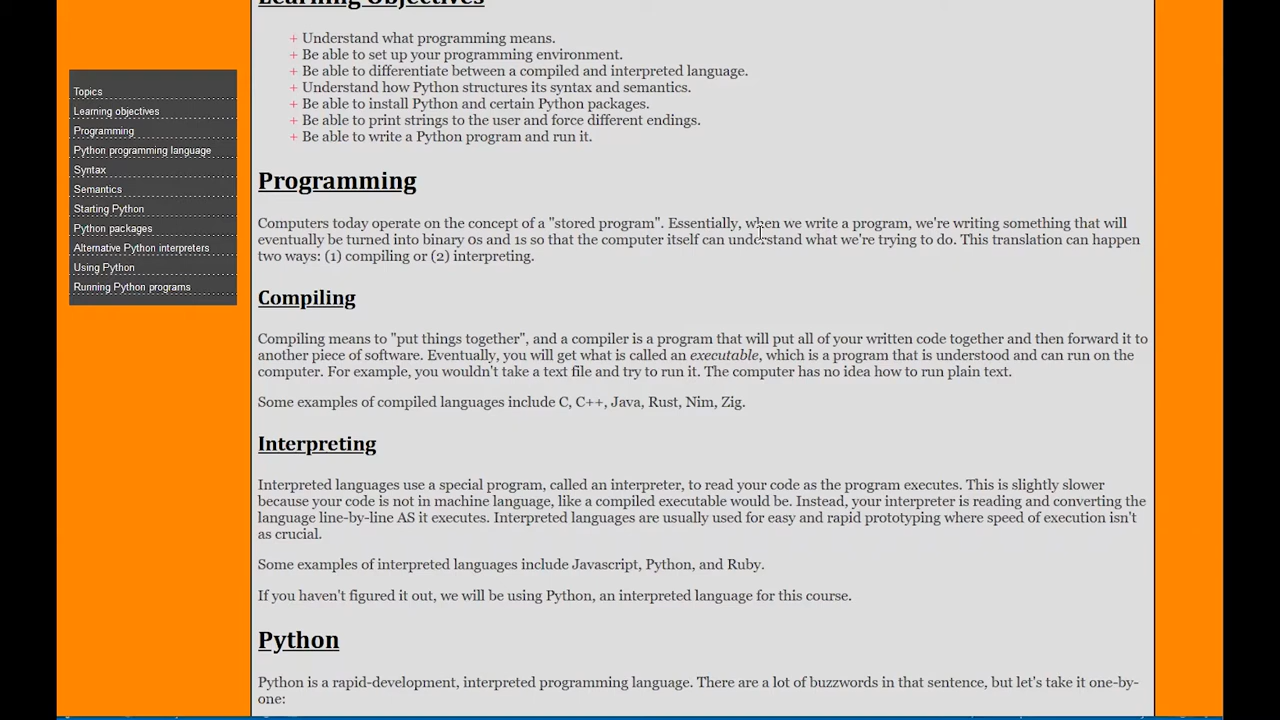 Learning Objectives
+ Understand what programming means.
+ Be able to set up your programming environment.
+ Be able to differentiate between a compiled and interpreted language.
+ Understand how Python structures its syntax and semantics.
+ Be able to install Python and certain Python packages.
+ Be able to print strings to the user and force different endings.
+ Be able to write a Python program and run it.
Topics
Learning objectives
Programming
Python programming language
Syntax
Semantics
Starting Python
Python packages
Alternative Python interpreters
Using Python
Running Python programs
Programming
Computers today operate on the concept of a "stored program". Essentially, when we write a program, we're writing something that will
eventually be turned into binary 0s and 1s so that the computer itself can understand what we're trying to do. This translation can happen
two ways: (1) compiling or (2) interpreting.
Compiling
Compiling means to "put things together", and a compiler is a program that will put all of your written code together and then forward it to
another piece of software. Eventually, you will get what is called an executable, which is a program that is understood and can run on the
computer. For example, you wouldn't take a text file and try to run it. The computer has no idea how to run plain text.
Some examples of compiled languages include C, C++, Java, Rust, Nim, Zig.
Interpreting
Interpreted languages use a special program, called an interpreter, to read your code as the program executes. This is slightly slower
because your code is not in machine language, like a compiled executable would be. Instead, your interpreter is reading and converting the
language line-by-line AS it executes. Interpreted languages are usually used for easy and rapid prototyping where speed of execution isn't
as crucial.
Some examples of interpreted languages include Javascript, Python, and Ruby.
If you haven't figured it out, we will be using Python, an interpreted language for this course.
Python
Python is a rapid-development, interpreted programming language. There are a lot of buzzwords in that sentence, but let's take it one-by-
one: